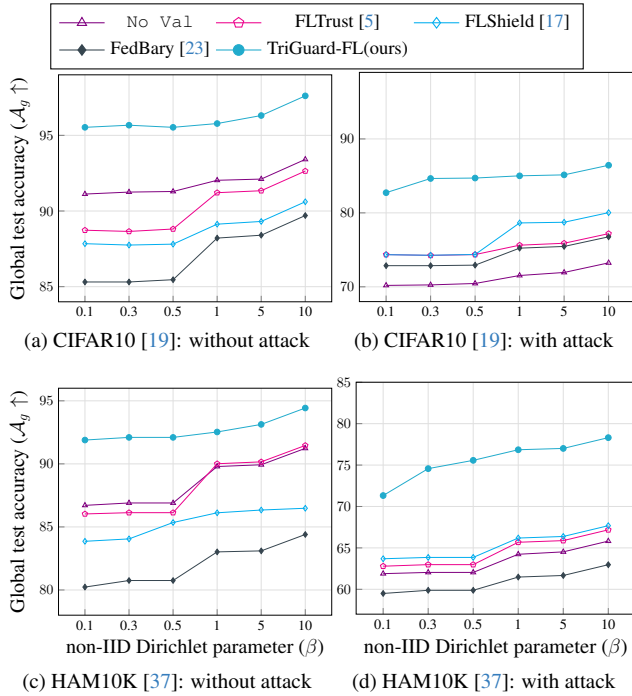 No Val FLTrust [5] FLShield [17]
FedBary [23] TriGuard-FL(ours)
Global test accuracy (𝒜g ↑)
95
90
85
0.1 0.3 0.5 1 5 10
(a) CIFAR10 [19]: without attack
90
80
70
0.1 0.3 0.5 1 5 10
(b) CIFAR10 [19]: with attack
Global test accuracy (𝒜g ↑)
95
90
85
80
0.1 0.3 0.5 1 5 10
non-IID Dirichlet parameter (β)
(c) HAM10K [37]: without attack
85
80
75
70
65
60
0.1 0.3 0.5 1 5 10
non-IID Dirichlet parameter (β)
(d) HAM10K [37]: with attack